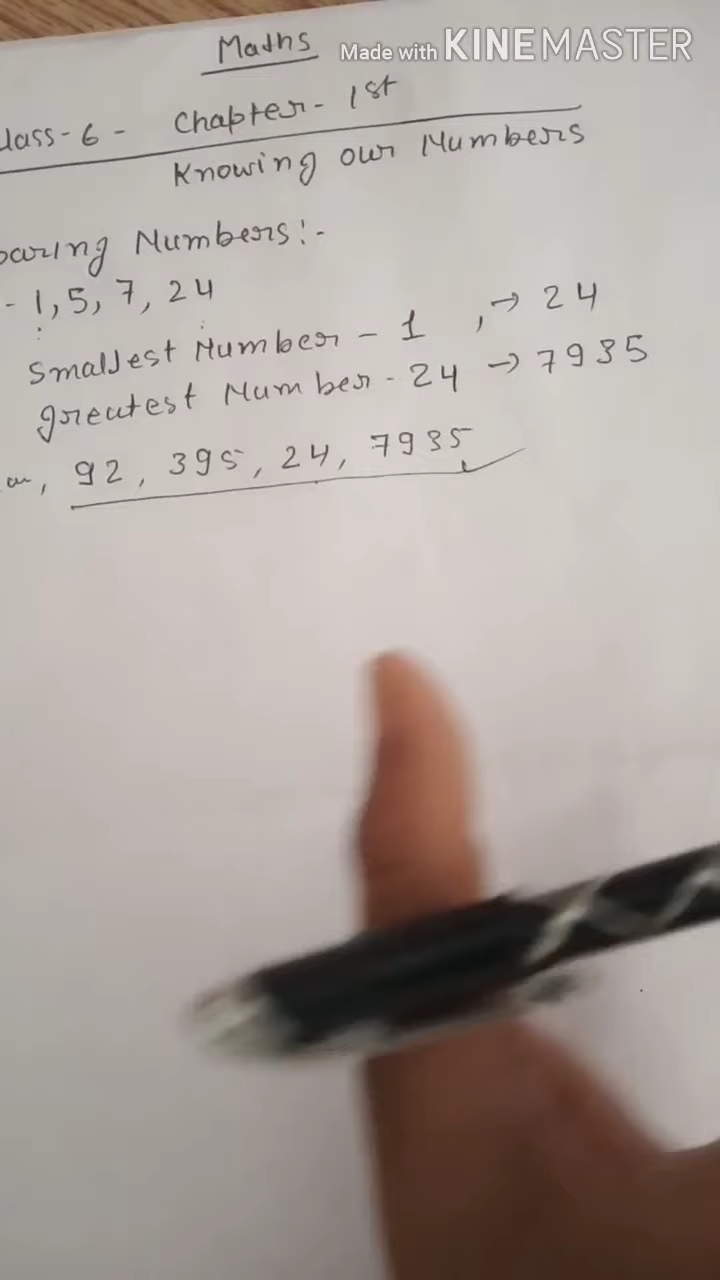 Maths
Made with KINEMASTER
lass-6 - Chapter- 1st
Knowing our Numbers
paring Numbers:-
- 1, 5, 7, 24
Smallest Number - 1 , → 24
greatest Number - 24 → 7935
, 92, 395, 24, 7935